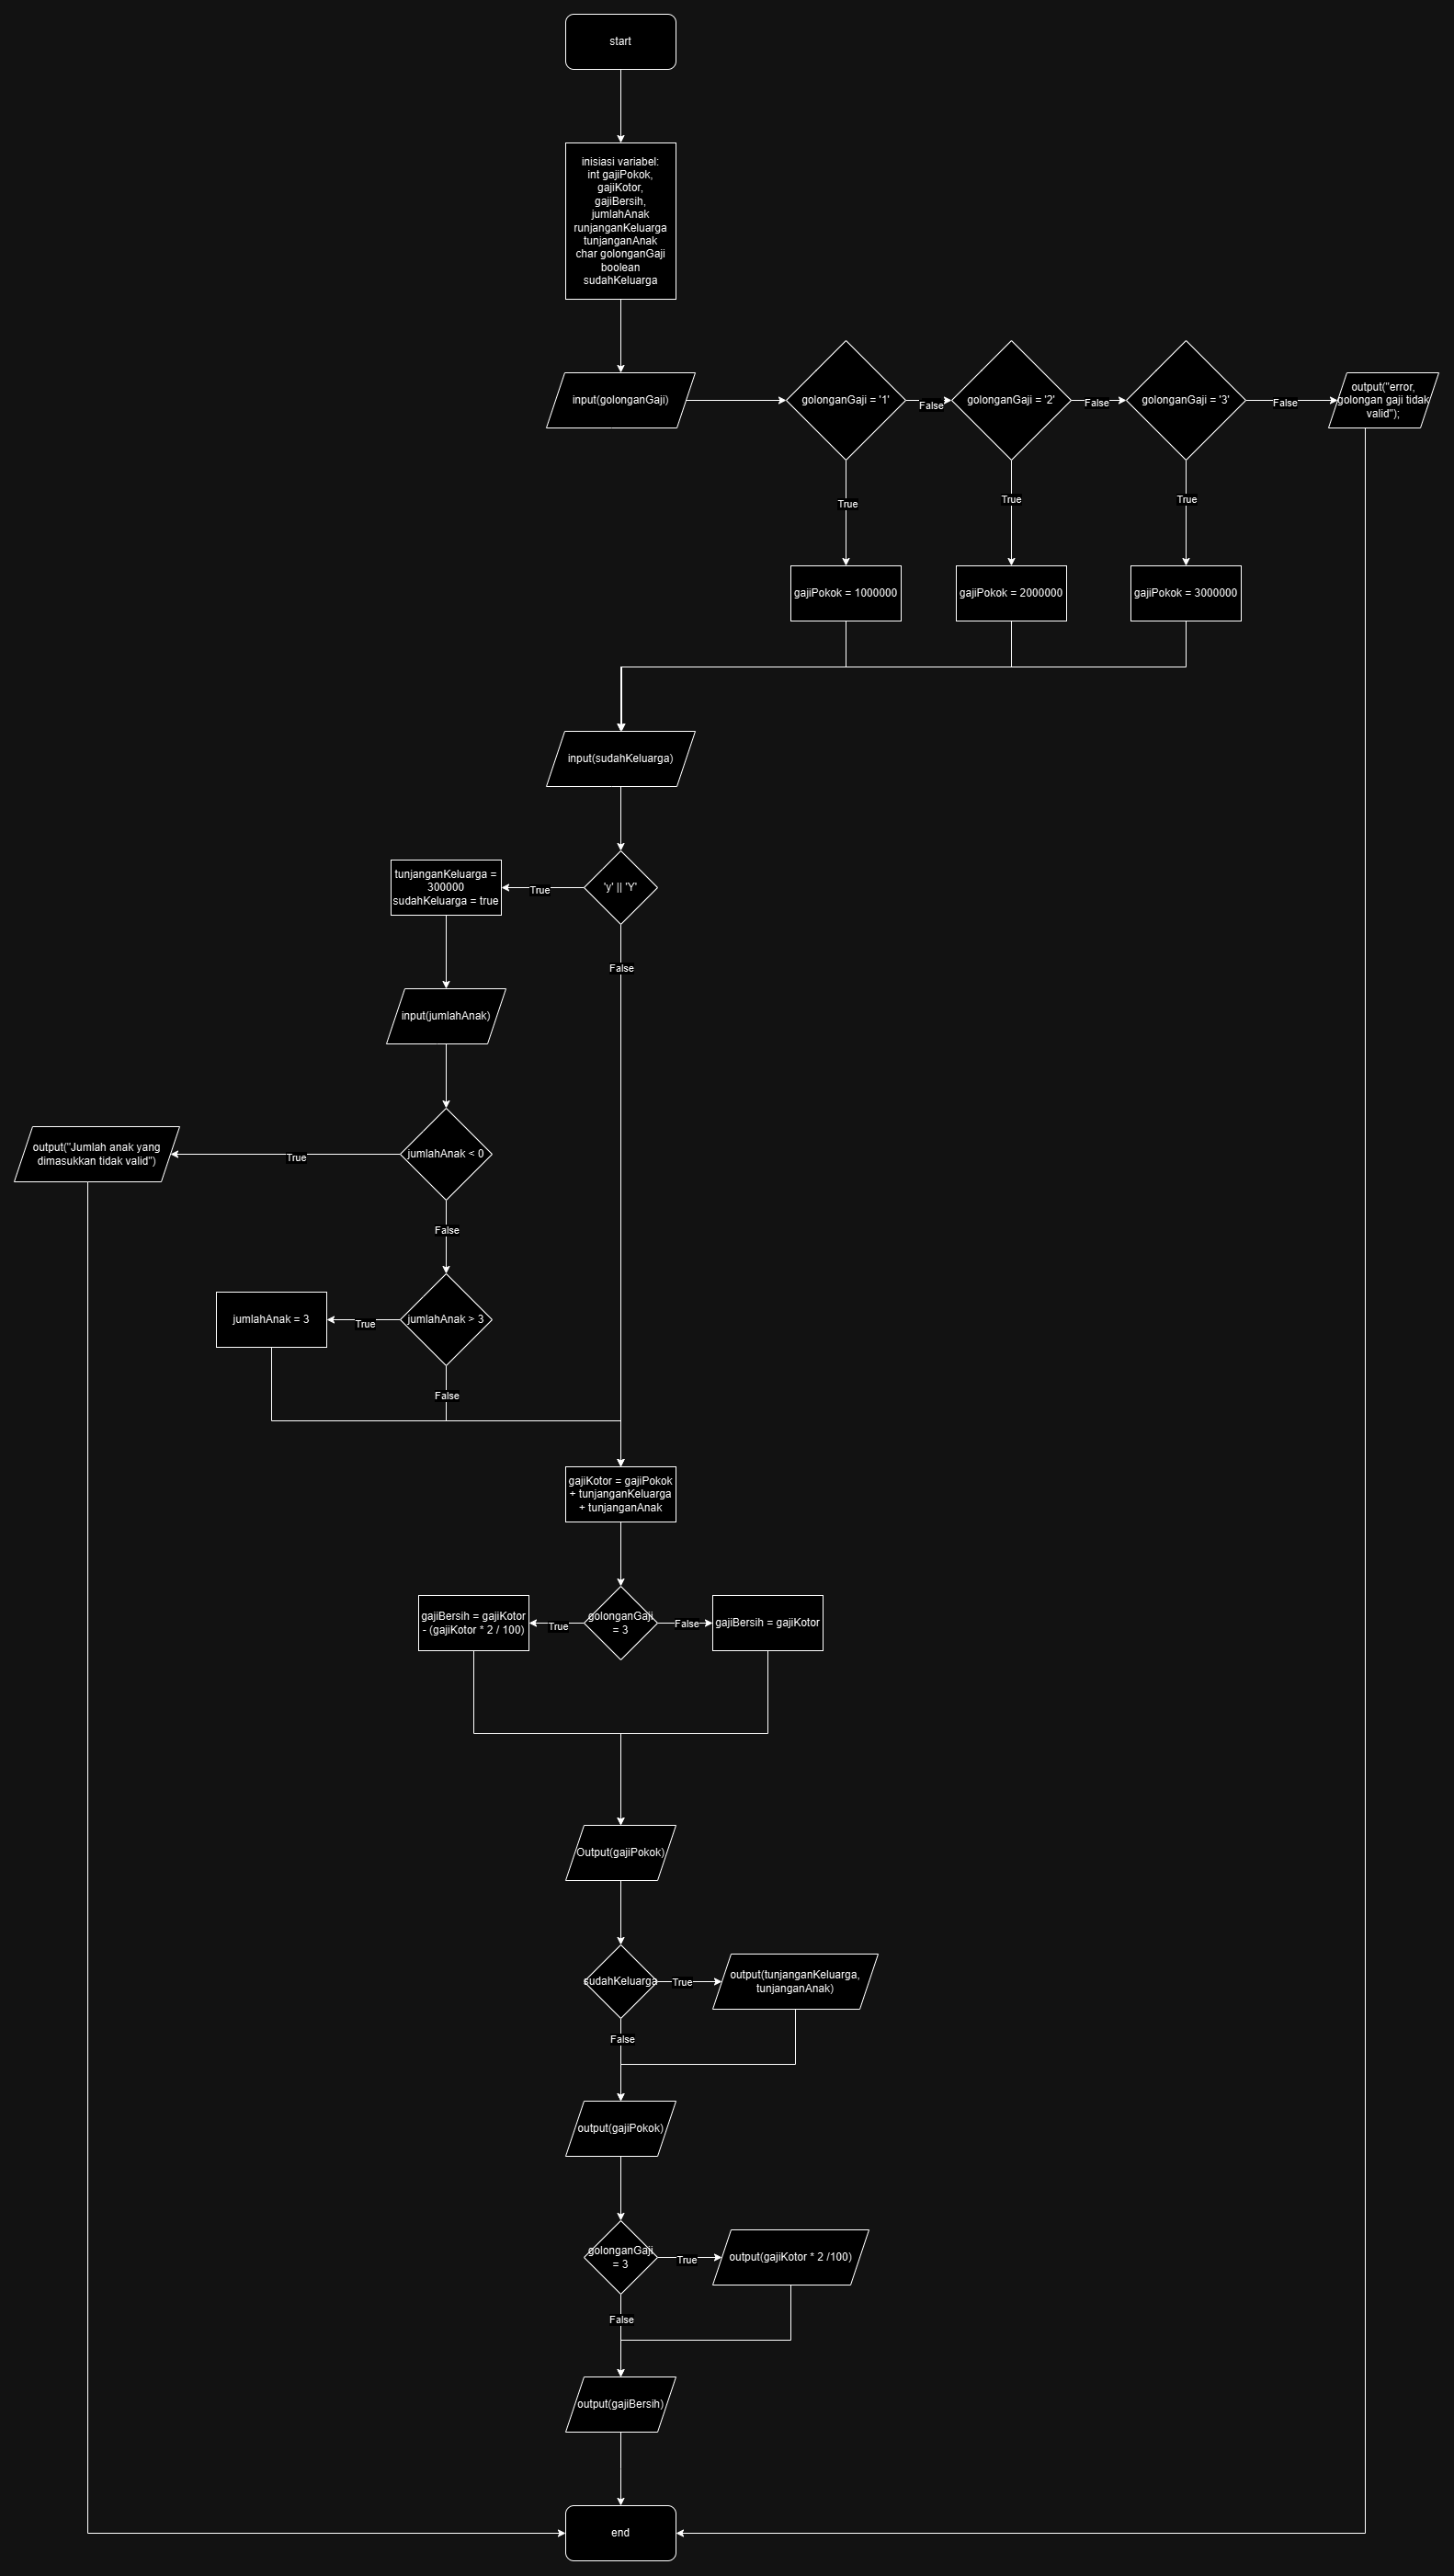 start
inisiasi variabel:
int gajiPokok,
gajiKotor,
gajiBersih,
jumlahAnak
runjanganKeluarga
tunjanganAnak
char golonganGaji
boolean
sudahKeluarga
input(golonganGaji)
golonganGaji = '1'
False
golonganGaji = '2'
False
golonganGaji = '3'
False
output("error,
golongan gaji tidak
valid");
True
True
True
gajiPokok = 1000000
gajiPokok = 2000000
gajiPokok = 3000000
input(sudahKeluarga)
'y' || 'Y'
True
tunjanganKeluarga =
300000
sudahKeluarga = true
False
input(jumlahAnak)
jumlahAnak < 0
True
output("Jumlah anak yang
dimasukkan tidak valid")
False
jumlahAnak > 3
True
jumlahAnak = 3
False
gajiKotor = gajiPokok
+ tunjanganKeluarga
+ tunjanganAnak
golonganGaji
= 3
True
gajiBersih = gajiKotor
- (gajiKotor * 2 / 100)
False
gajiBersih = gajiKotor
Output(gajiPokok)
sudahKeluarga
True
output(tunjanganKeluarga,
tunjanganAnak)
False
output(gajiPokok)
golonganGaji
= 3
True
output(gajiKotor * 2 /100)
False
output(gajiBersih)
end